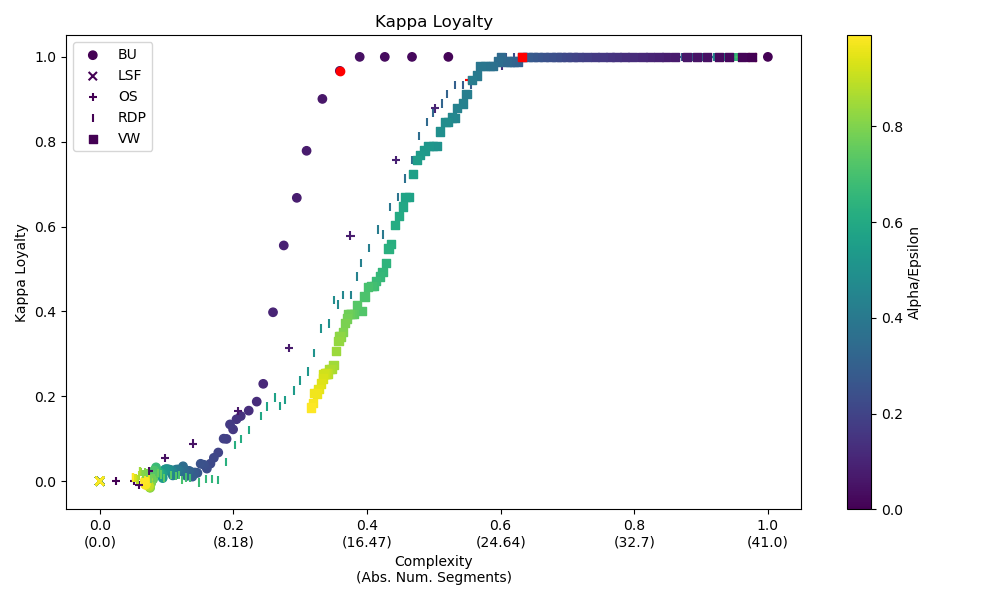 Kappa Loyalty
BU
LSF
OS
RDP
VW
Kappa Loyalty
1.0
0.8
0.6
0.4
0.2
0.0
0.0
(0.0)
0.2
(8.18)
0.4
(16.47)
0.6
(24.64)
0.8
(32.7)
1.0
(41.0)
Complexity
(Abs. Num. Segments)
0.8
0.6
0.4
0.2
0.0
Alpha/Epsilon